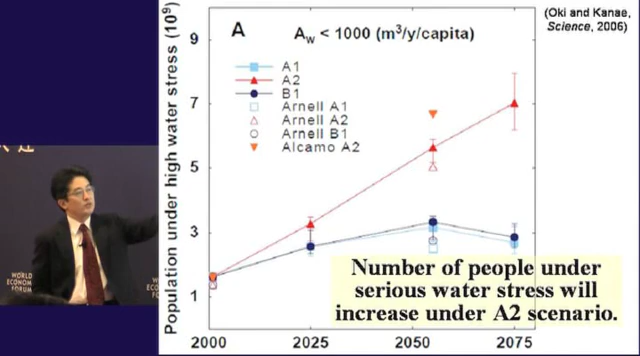 (Oki and Kanae,
Science, 2006)
A
A_w < 1000 (m³/y/capita)
A1
A2
B1
Arnell A1
Arnell A2
Arnell B1
Alcamo A2
Population under high water stress (10⁹)
9
7
5
3
1
2000
2025
2050
2075
Number of people under
serious water stress will
increase under A2 scenario.
WORLD
ECONOM
FORUM